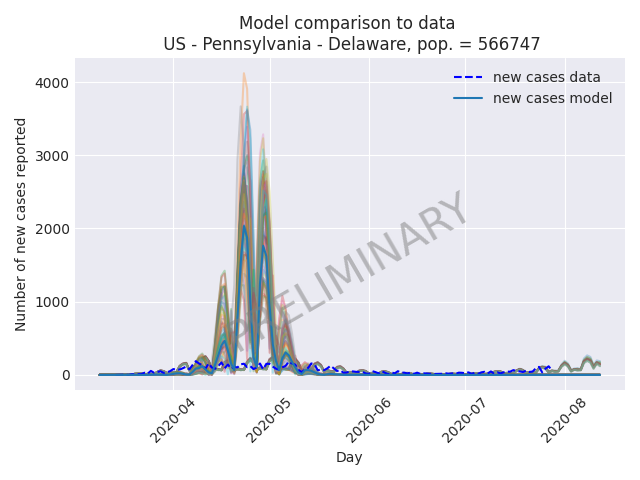 Model comparison to data
US - Pennsylvania - Delaware, pop. = 566747
new cases data
new cases model
Number of new cases reported
4000
3000
2000
1000
0
PRELIMINARY
2020-04
2020-05
2020-06
2020-07
2020-08
Day